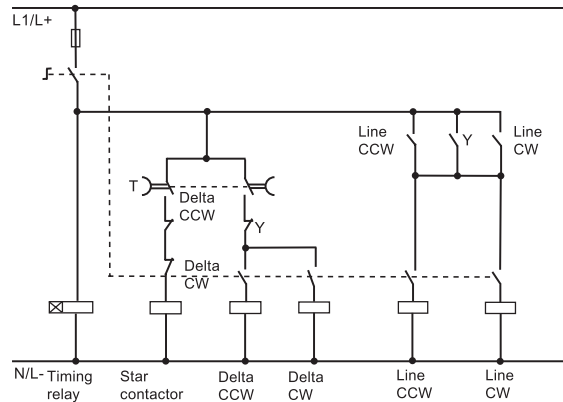 L1/L+
Line
CCW
Y
Line
CW
T
Delta
CCW
Y
Delta
CW
N/L-
Timing
relay
Star
contactor
Delta
CCW
Delta
CW
Line
CCW
Line
CW